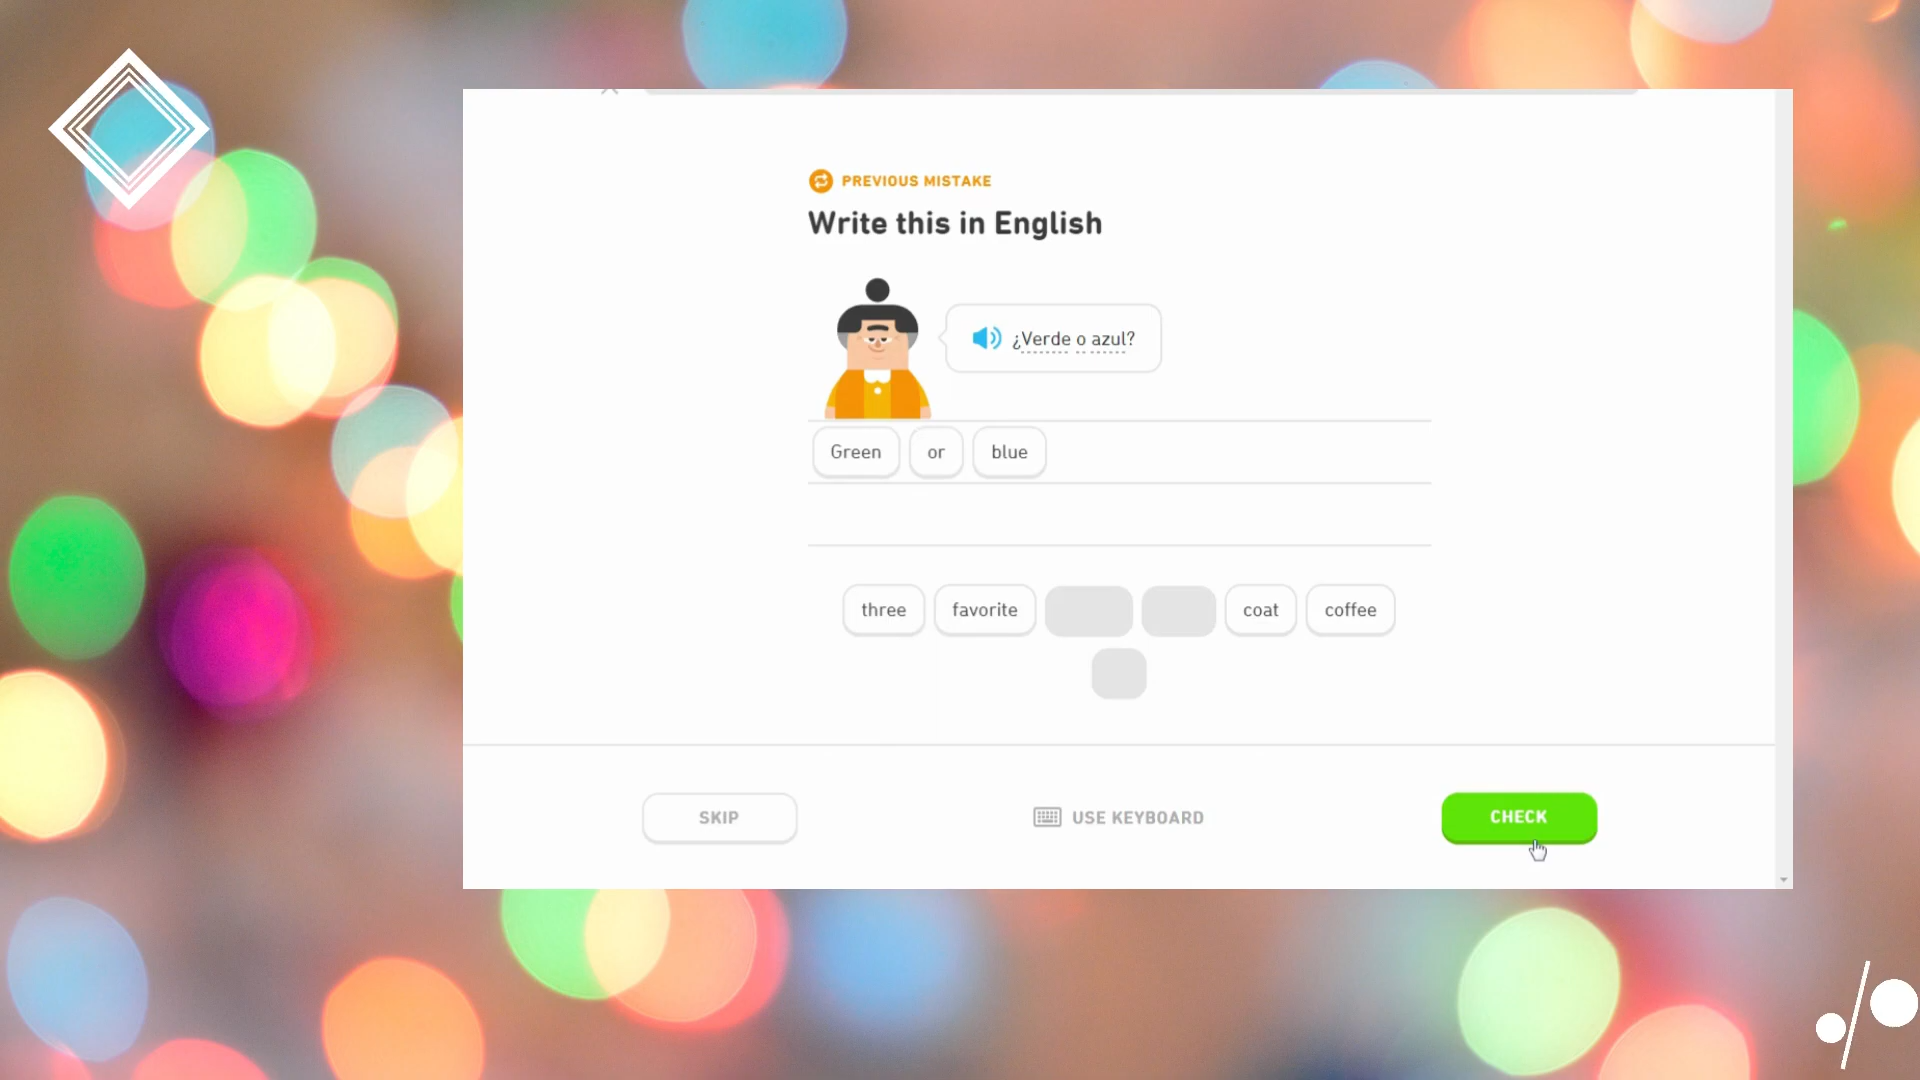 PREVIOUS MISTAKE
Write this in English
¿Verde o azul?
Green or blue
three favorite coat coffee
SKIP USE KEYBOARD CHECK